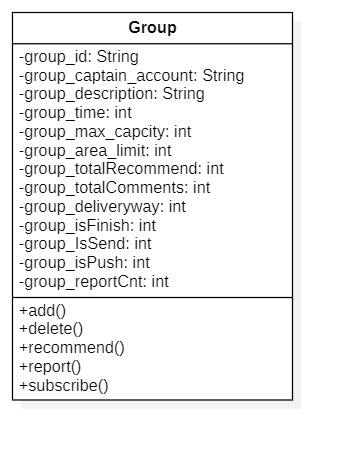 Group
-group_id: String
-group_captain_account: String
-group_description: String
-group_time: int
-group_max_capcity: int
-group_area_limit: int
-group_totalRecommend: int
-group_totalComments: int
-group_deliveryway: int
-group_isFinish: int
-group_IsSend: int
-group_isPush: int
-group_reportCnt: int
+add()
+delete()
+recommend()
+report()
+subscribe()